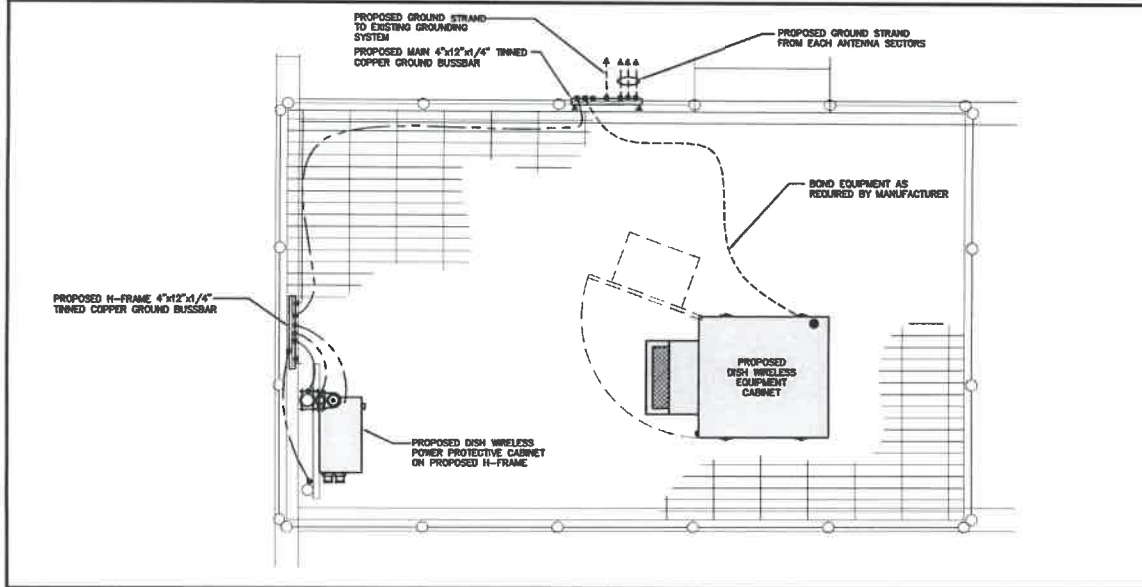 PROPOSED GROUND STRAND
TO EXISTING GROUNDING
SYSTEM
PROPOSED MAIN 4"x12"x1/4" TINNED
COPPER GROUND BUSSBAR
PROPOSED GROUND STRAND
FROM EACH ANTENNA SECTORS
BOND EQUIPMENT AS
REQUIRED BY MANUFACTURER
PROPOSED H-FRAME 4"x12"x1/4"
TINNED COPPER GROUND BUSSBAR
PROPOSED
DISH WIRELESS
EQUIPMENT
CABINET
PROPOSED DISH WIRELESS
POWER PROTECTIVE CABINET
ON PROPOSED H-FRAME